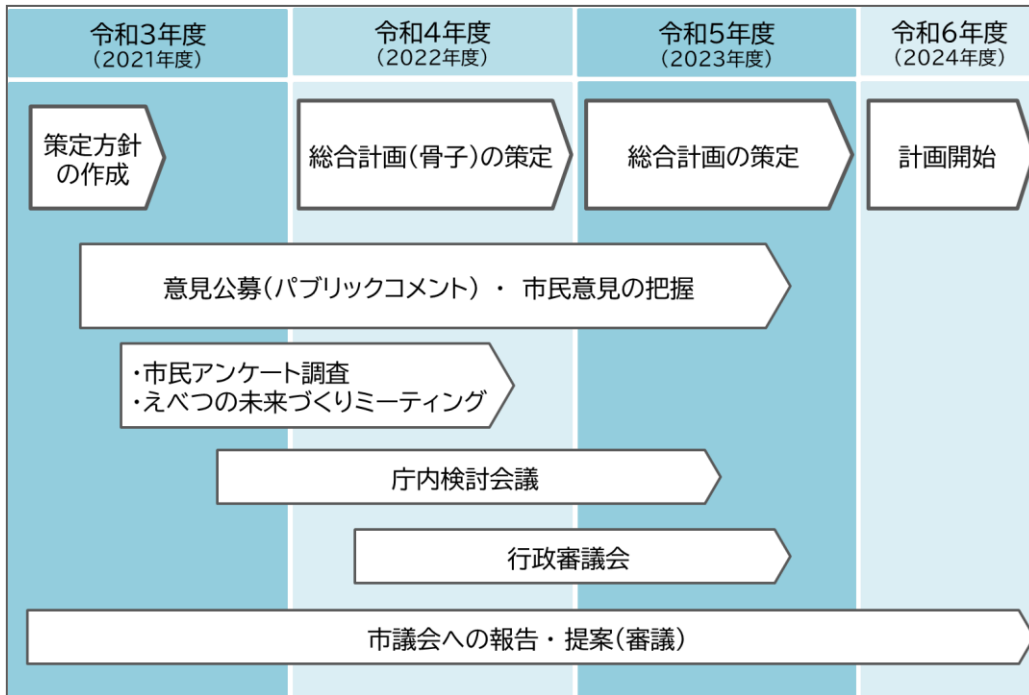 令和3年度
(2021年度)
令和4年度
(2022年度)
令和5年度
(2023年度)
令和6年度
(2024年度)
策定方針
の作成
総合計画(骨子)の策定
総合計画の策定
計画開始
意見公募(パブリックコメント) ・ 市民意見の把握
・市民アンケート調査
・えべつの未来づくりミーティング
庁内検討会議
行政審議会
市議会への報告・提案(審議)